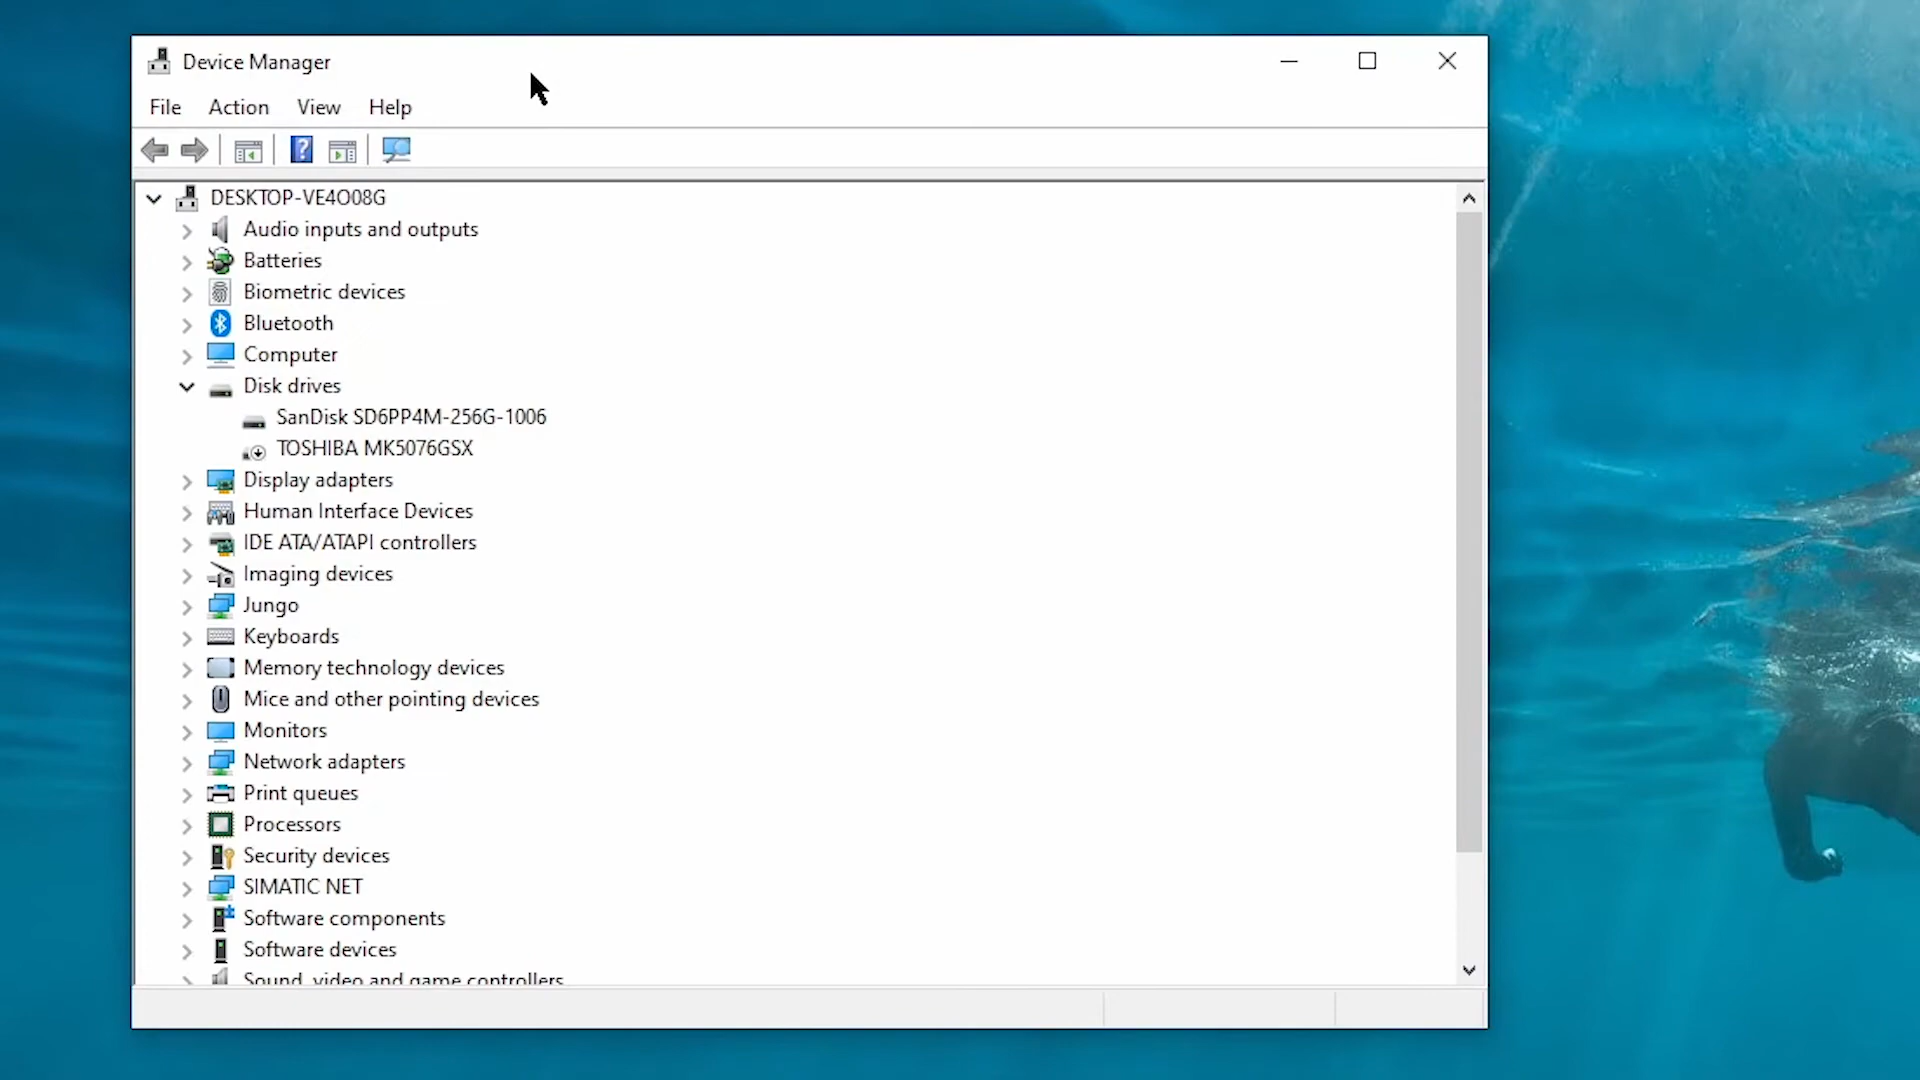 Device Manager
File Action View Help
?
DESKTOP-VE4O08G
Audio inputs and outputs
Batteries
Biometric devices
Bluetooth
Computer
Disk drives
SanDisk SD6PP4M-256G-1006
TOSHIBA MK5076GSX
Display adapters
Human Interface Devices
IDE ATA/ATAPI controllers
Imaging devices
Jungo
Keyboards
Memory technology devices
Mice and other pointing devices
Monitors
Network adapters
Print queues
Processors
Security devices
SIMATIC NET
Software components
Software devices
Sound, video and game controllers